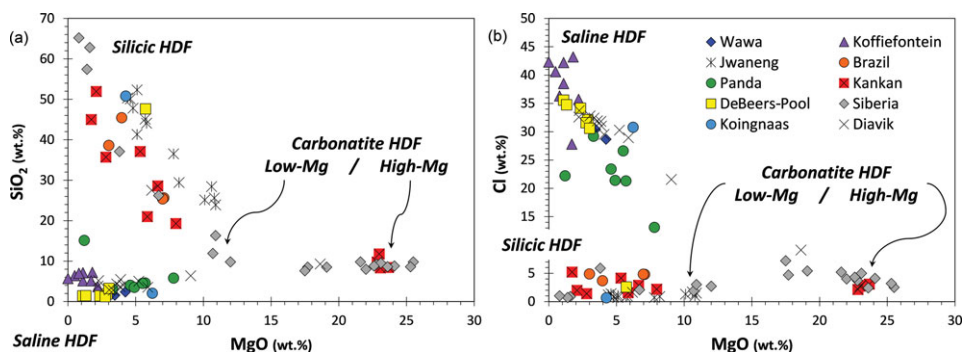 (a)
70
60
50
40
30
20
10
0
SiO2 (wt.%)
Silicic HDF
Carbonatite HDF
Low-Mg / High-Mg
0 5 10 15 20 25 30
Saline HDF
MgO (wt.%)
(b)
50
45
40
35
30
25
20
15
10
5
0
Cl (wt.%)
Saline HDF
Wawa Koffiefontein
Jwaneng Brazil
Panda Kankan
DeBeers-Pool Siberia
Koingnaas Diavik
Carbonatite HDF
Low-Mg / High-Mg
Silicic HDF
0 5 10 15 20 25 30
MgO (wt.%)